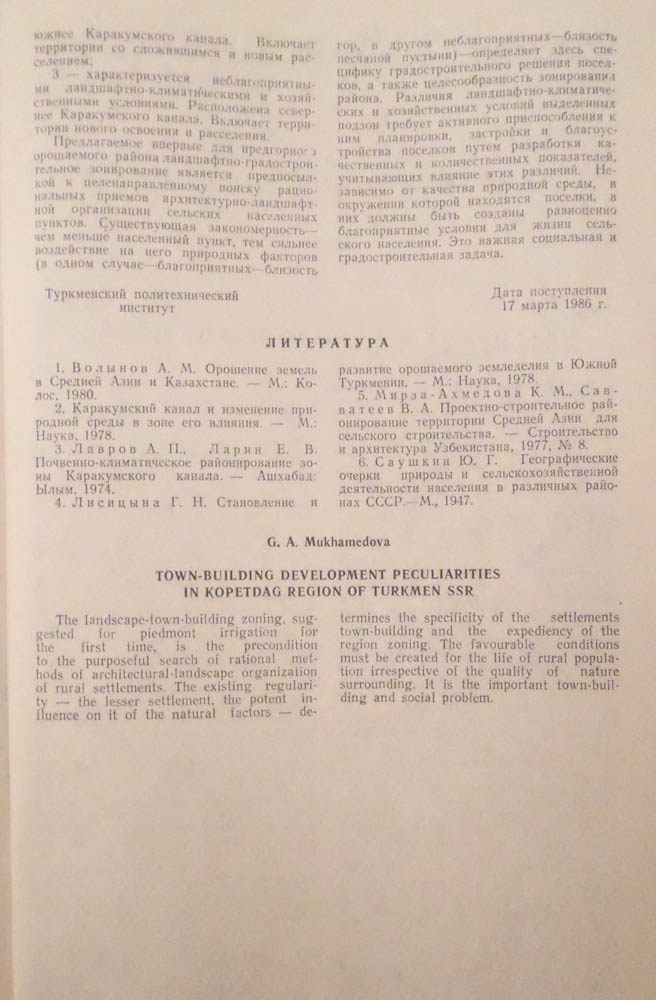 южнее Каракумского канала. Включает
территории со сложившимся и новым рас-
селением;
3 — характеризуется неблагоприятны-
ми ландшафтно-климатическими и хозяй-
ственными условиями. Расположена север-
нее Каракумского канала. Включает терри-
тории нового освоения и расселения.
Предлагаемое впервые для предгорного
орошаемого района ландшафтно-градострои-
тельное зонирование является предпосыл-
кой к целенаправленному поиску рацио-
нальных приемов архитектурно-ландшафт-
ной организации сельских населенных
пунктов. Существующая закономерность—
чем меньше населенный пункт, тем сильнее
воздействие на него природных факторов
(в одном случае—благоприятных—близость
гор, в другом неблагоприятных—близость
песчаной пустыни)—определяет здесь спе-
цифику градостроительного решения посел-
ков, а также целесообразность зонирования
района. Различия ландшафтно-климатиче-
ских и хозяйственных условий выделенных
подзон требует активного приспособления к
ним планировки, застройки и благоус-
тройства поселков путем разработки ка-
чественных и количественных показателей,
учитывающих влияние этих различий. Не-
зависимо от качества природной среды, в
окружении которой находятся поселки, в
них должны быть созданы равноценно
благоприятные условия для жизни сель-
ского населения. Это важная социальная и
градостроительная задача.
Туркменский политехнический
институт
Дата поступления
17 марта 1986 г.
ЛИТЕРАТУРА
1. Волынов А. М. Орошение земель
в Средней Азии и Казахстане. — М.: Ко-
лос, 1980.
2. Каракумский канал и изменение при-
родной среды в зоне его влияния. — М.:
Наука, 1978.
3. Лавров А. П., Ларин Е. В.
Почвенно-климатическое районирование зо-
ны Каракумского канала. — Ашхабад:
Ылым, 1974.
4. Лисицына Г. Н. Становление и
развитие орошаемого земледелия в Южной
Туркмении. — М.: Наука, 1978.
5. Мирза-Ахмедова К. М., Сав-
ватеев В. А. Проектно-строительное рай-
онирование территории Средней Азии для
сельского строительства. — Строительство
и архитектура Узбекистана, 1977, № 8.
6. Саушкин Ю. Г. Географические
очерки природы и сельскохозяйственной
деятельности населения в различных райо-
нах СССР.—М., 1947.
G. A. Mukhamedova
TOWN-BUILDING DEVELOPMENT PECULIARITIES
IN KOPETDAG REGION OF TURKMEN SSR
The landscape-town-building zoning, sug-
gested for piedmont irrigation for
the first time, is the precondition
to the purposeful search of rational met-
hods of architectural-landscape organization
of rural settlements. The existing regulari-
ty — the lesser settlement, the potent in-
fluence on it of the natural factors — de-
termines the specificity of the settlements
town-building and the expediency of the
region zoning. The favourable conditions
must be created for the life of rural popula-
tion irrespective of the quality of nature
surrounding. It is the important town-buil-
ding and social problem.